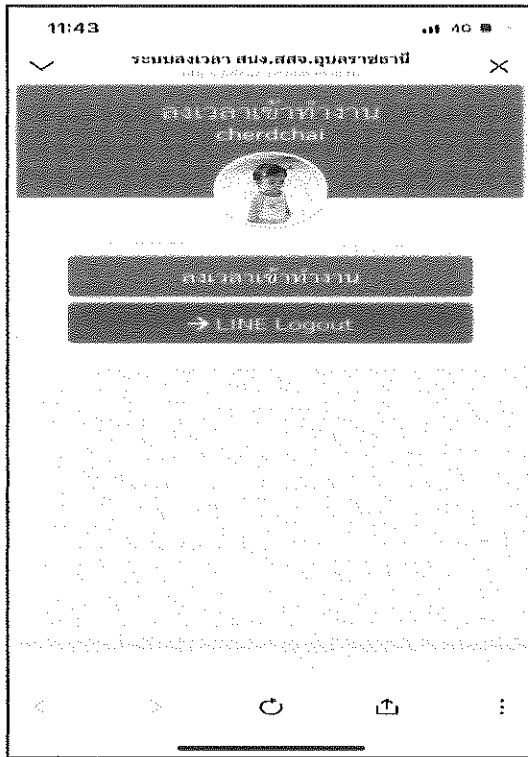 11:43
4G
ระบบลงเวลา สนง.สสจ.อุบลราชธานี
ลงเวลาเข้าทำงาน
cherdchai
ลงเวลาเข้าทำงาน
→ LINE Logout